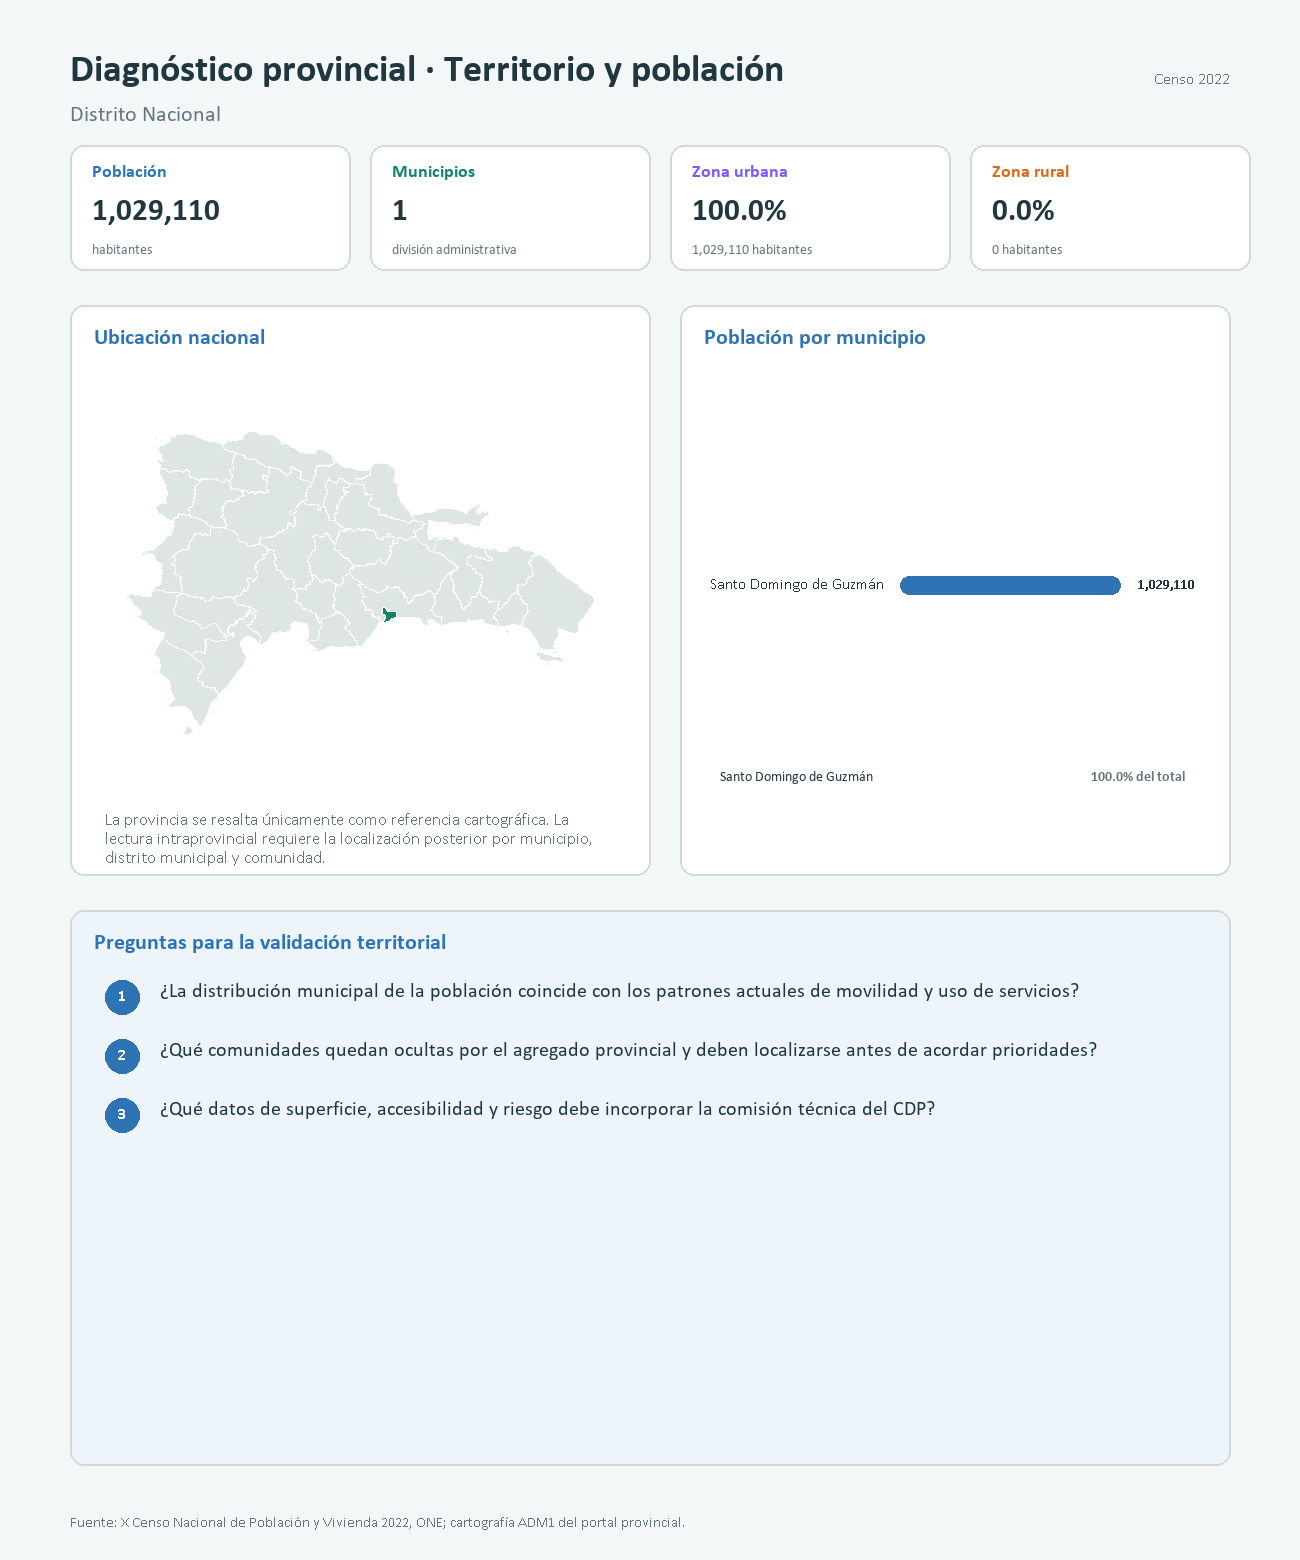 Diagnóstico provincial · Territorio y población
Censo 2022
Distrito Nacional
Población
1,029,110
habitantes
Municipios
1
división administrativa
Zona urbana
100.0%
1,029,110 habitantes
Zona rural
0.0%
0 habitantes
Ubicación nacional
La provincia se resalta únicamente como referencia cartográfica. La
lectura intraprovincial requiere la localización posterior por municipio,
distrito municipal y comunidad.
Población por municipio
Santo Domingo de Guzmán 1,029,110
Santo Domingo de Guzmán 100.0% del total
Preguntas para la validación territorial
1 ¿La distribución municipal de la población coincide con los patrones actuales de movilidad y uso de servicios?
2 ¿Qué comunidades quedan ocultas por el agregado provincial y deben localizarse antes de acordar prioridades?
3 ¿Qué datos de superficie, accesibilidad y riesgo debe incorporar la comisión técnica del CDP?
Fuente: X Censo Nacional de Población y Vivienda 2022, ONE; cartografía ADM1 del portal provincial.